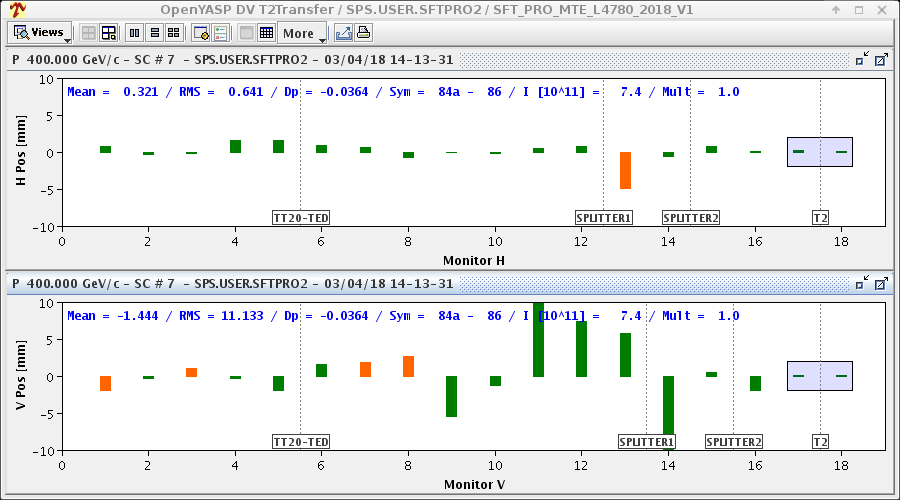 OpenYASP DV T2Transfer / SPS.USER.SFTPRO2 / SFT_PRO_MTE_L4780_2018_V1
Views More
P 400.000 GeV/c - SC # 7 - SPS.USER.SFTPRO2 - 03/04/18 14-13-31
Mean = 0.321 / RMS = 0.641 / Dp = -0.0364 / Sym = 84a - 86 / I [10^11] = 7.4 / Mult = 1.0
H Pos [mm]
10
5
0
-5
-10
TT20-TED SPLITTER1 SPLITTER2 T2
0 2 4 6 8 10 12 14 16 18
Monitor H
P 400.000 GeV/c - SC # 7 - SPS.USER.SFTPRO2 - 03/04/18 14-13-31
Mean = -1.444 / RMS = 11.133 / Dp = -0.0364 / Sym = 84a - 86 / I [10^11] = 7.4 / Mult = 1.0
V Pos [mm]
10
5
0
-5
-10
TT20-TED SPLITTER1 SPLITTER2 T2
0 2 4 6 8 10 12 14 16 18
Monitor V